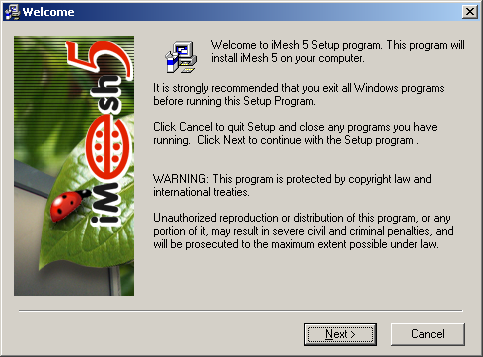 Welcome
iMesh 5
Welcome to iMesh 5 Setup program. This program will
install iMesh 5 on your computer.
It is strongly recommended that you exit all Windows programs
before running this Setup Program.
Click Cancel to quit Setup and close any programs you have
running.  Click Next to continue with the Setup program .
WARNING: This program is protected by copyright law and
international treaties.
Unauthorized reproduction or distribution of this program, or any
portion of it, may result in severe civil and criminal penalties, and
will be prosecuted to the maximum extent possible under law.
Next >
Cancel